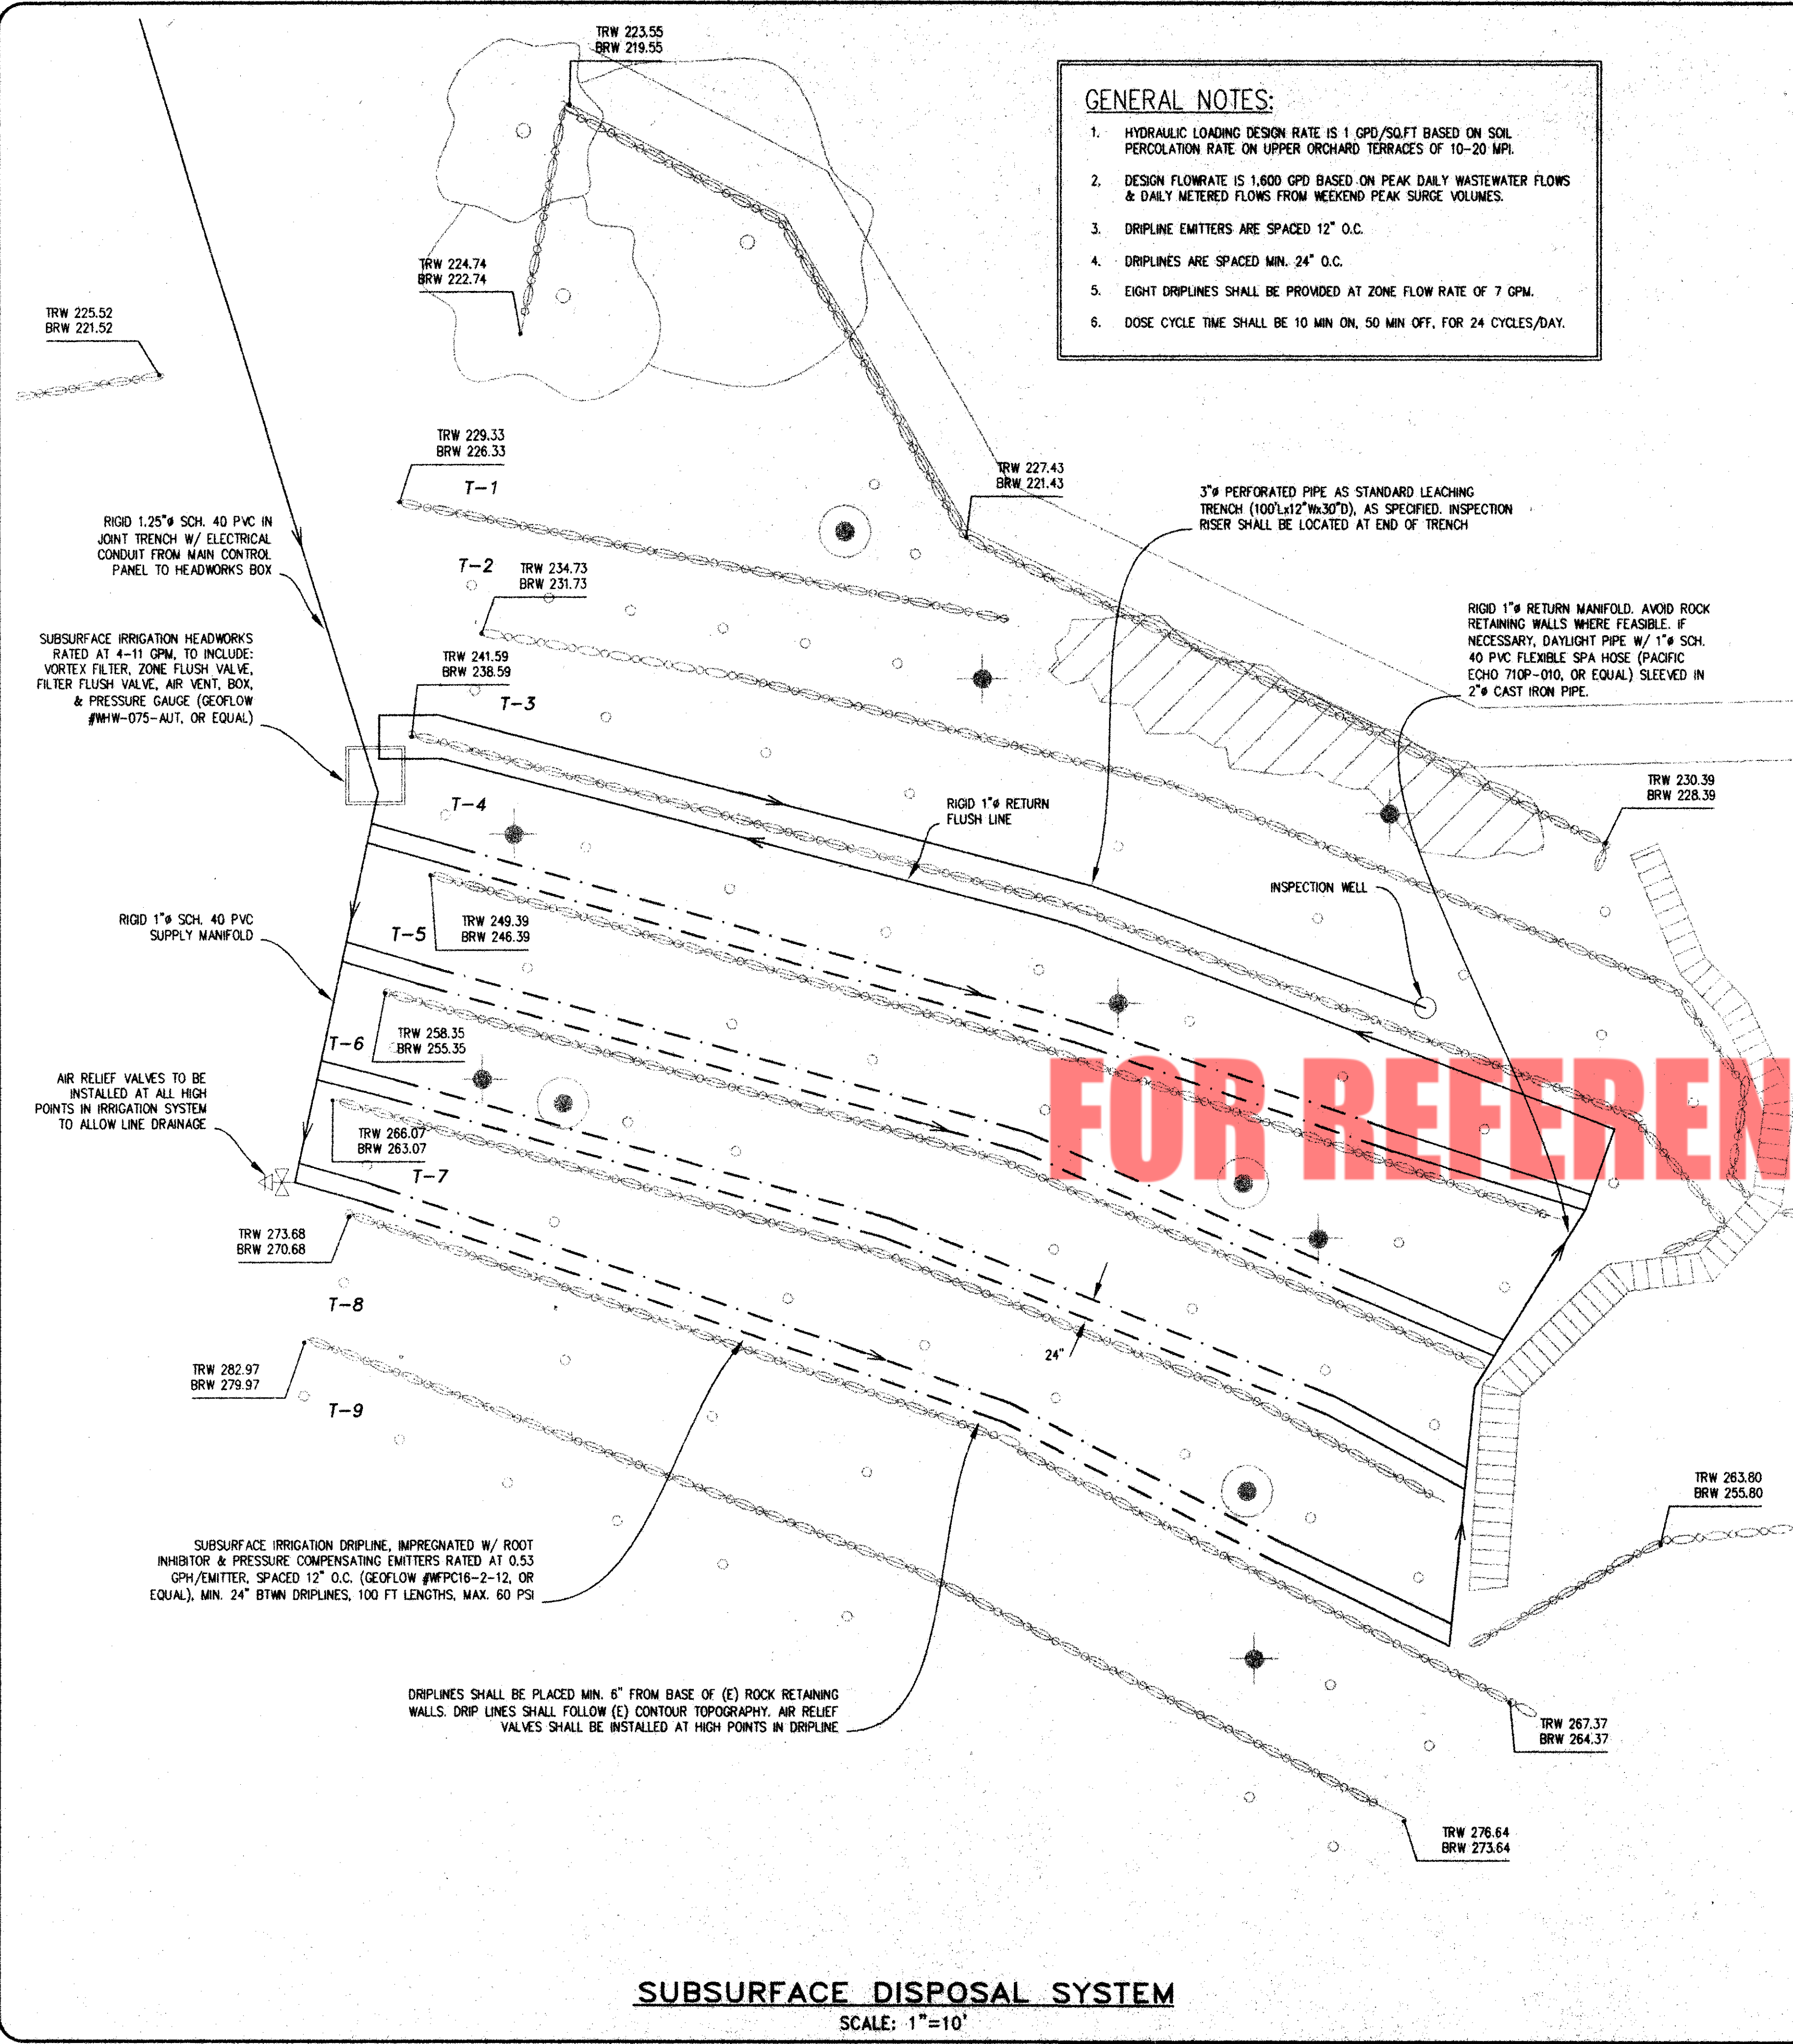 TRW 223.55
BRW 219.55
GENERAL NOTES:
1. HYDRAULIC LOADING DESIGN RATE IS 1 GPD/SQ.FT BASED ON SOIL
PERCOLATION RATE ON UPPER ORCHARD TERRACES OF 10-20 MPI.
2. DESIGN FLOWRATE IS 1,600 GPD BASED ON PEAK DAILY WASTEWATER FLOWS
& DAILY METERED FLOWS FROM WEEKEND PEAK SURGE VOLUMES.
3. DRIPLINE EMITTERS ARE SPACED 12" O.C.
4. DRIPLINES ARE SPACED MIN. 24" O.C.
5. EIGHT DRIPLINES SHALL BE PROVIDED AT ZONE FLOW RATE OF 7 GPM.
6. DOSE CYCLE TIME SHALL BE 10 MIN ON, 50 MIN OFF, FOR 24 CYCLES/DAY.
TRW 224.74
BRW 222.74
TRW 225.52
BRW 221.52
TRW 229.33
BRW 226.33
T-1
TRW 227.43
BRW 221.43
3"ø PERFORATED PIPE AS STANDARD LEACHING
TRENCH (100'Lx12"Wx30"D), AS SPECIFIED. INSPECTION
RISER SHALL BE LOCATED AT END OF TRENCH
RIGID 1.25"ø SCH. 40 PVC IN
JOINT TRENCH W/ ELECTRICAL
CONDUIT FROM MAIN CONTROL
PANEL TO HEADWORKS BOX
T-2
TRW 234.73
BRW 231.73
RIGID 1"ø RETURN MANIFOLD. AVOID ROCK
RETAINING WALLS WHERE FEASIBLE. IF
NECESSARY, DAYLIGHT PIPE W/ 1"ø SCH.
40 PVC FLEXIBLE SPA HOSE (PACIFIC
ECHO 710P-010, OR EQUAL) SLEEVED IN
2"ø CAST IRON PIPE.
SUBSURFACE IRRIGATION HEADWORKS
RATED AT 4-11 GPM, TO INCLUDE:
VORTEX FILTER, ZONE FLUSH VALVE,
FILTER FLUSH VALVE, AIR VENT, BOX,
& PRESSURE GAUGE (GEOFLOW
#WHW-075-AUT, OR EQUAL)
TRW 241.59
BRW 238.59
T-3
TRW 230.39
BRW 228.39
T-4
RIGID 1"ø RETURN
FLUSH LINE
INSPECTION WELL
RIGID 1"ø SCH. 40 PVC
SUPPLY MANIFOLD
T-5
TRW 249.39
BRW 246.39
T-6
TRW 258.35
BRW 255.35
FOR REFEREN
AIR RELIEF VALVES TO BE
INSTALLED AT ALL HIGH
POINTS IN IRRIGATION SYSTEM
TO ALLOW LINE DRAINAGE
TRW 266.07
BRW 263.07
T-7
TRW 273.68
BRW 270.68
T-8
24"
TRW 282.97
BRW 279.97
T-9
TRW 263.80
BRW 255.80
SUBSURFACE IRRIGATION DRIPLINE, IMPREGNATED W/ ROOT
INHIBITOR & PRESSURE COMPENSATING EMITTERS RATED AT 0.53
GPH/EMITTER, SPACED 12" O.C. (GEOFLOW #WFPC16-2-12, OR
EQUAL), MIN. 24" BTWN DRIPLINES, 100 FT LENGTHS, MAX. 60 PSI
DRIPLINES SHALL BE PLACED MIN. 6" FROM BASE OF (E) ROCK RETAINING
WALLS. DRIP LINES SHALL FOLLOW (E) CONTOUR TOPOGRAPHY. AIR RELIEF
VALVES SHALL BE INSTALLED AT HIGH POINTS IN DRIPLINE
TRW 267.37
BRW 264.37
TRW 276.64
BRW 273.64
SUBSURFACE DISPOSAL SYSTEM
SCALE: 1"=10'